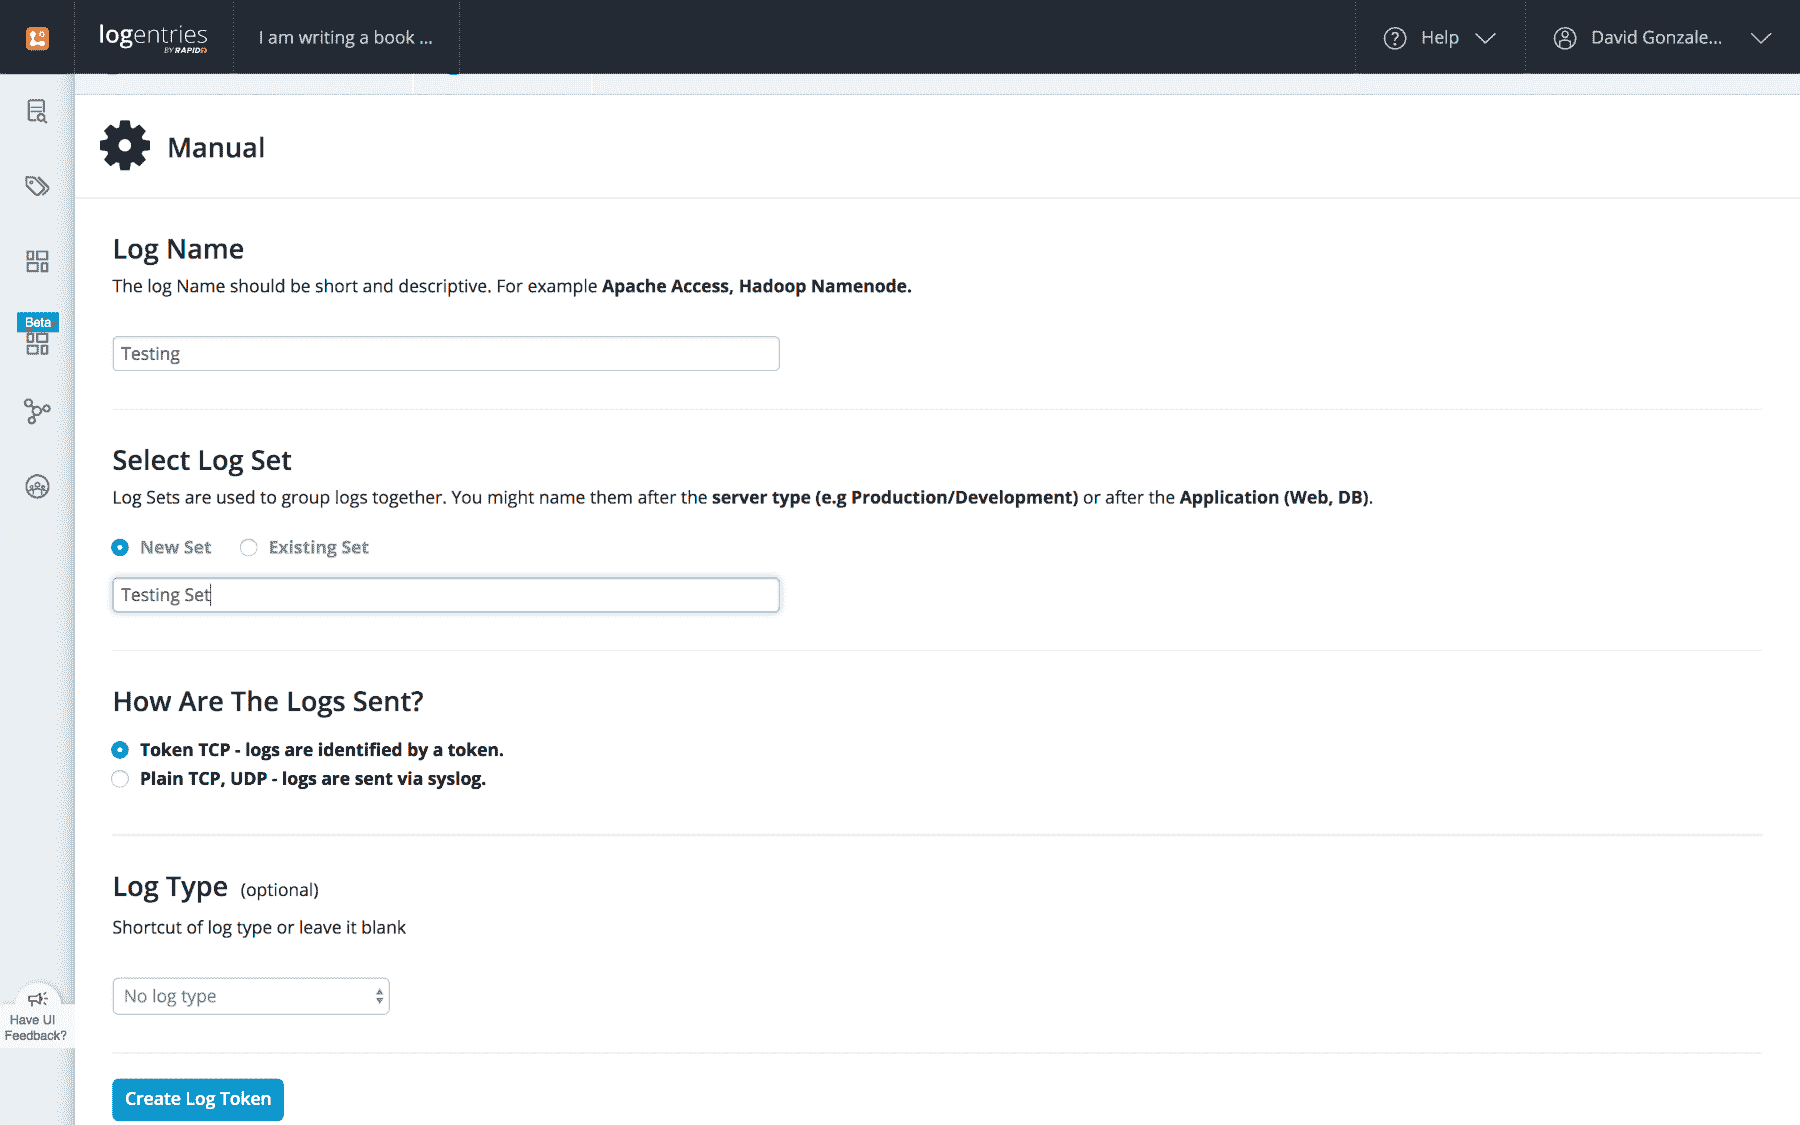 logentries
BY RAPID7
I am writing a book ...
Help
David Gonzale...
Manual
Log Name
The log Name should be short and descriptive. For example Apache Access, Hadoop Namenode.
Beta
Testing
Select Log Set
Log Sets are used to group logs together. You might name them after the server type (e.g Production/Development) or after the Application (Web, DB).
New Set
Existing Set
Testing Set
How Are The Logs Sent?
Token TCP - logs are identified by a token.
Plain TCP, UDP - logs are sent via syslog.
Log Type (optional)
Shortcut of log type or leave it blank
No log type
Have UI
Feedback?
Create Log Token